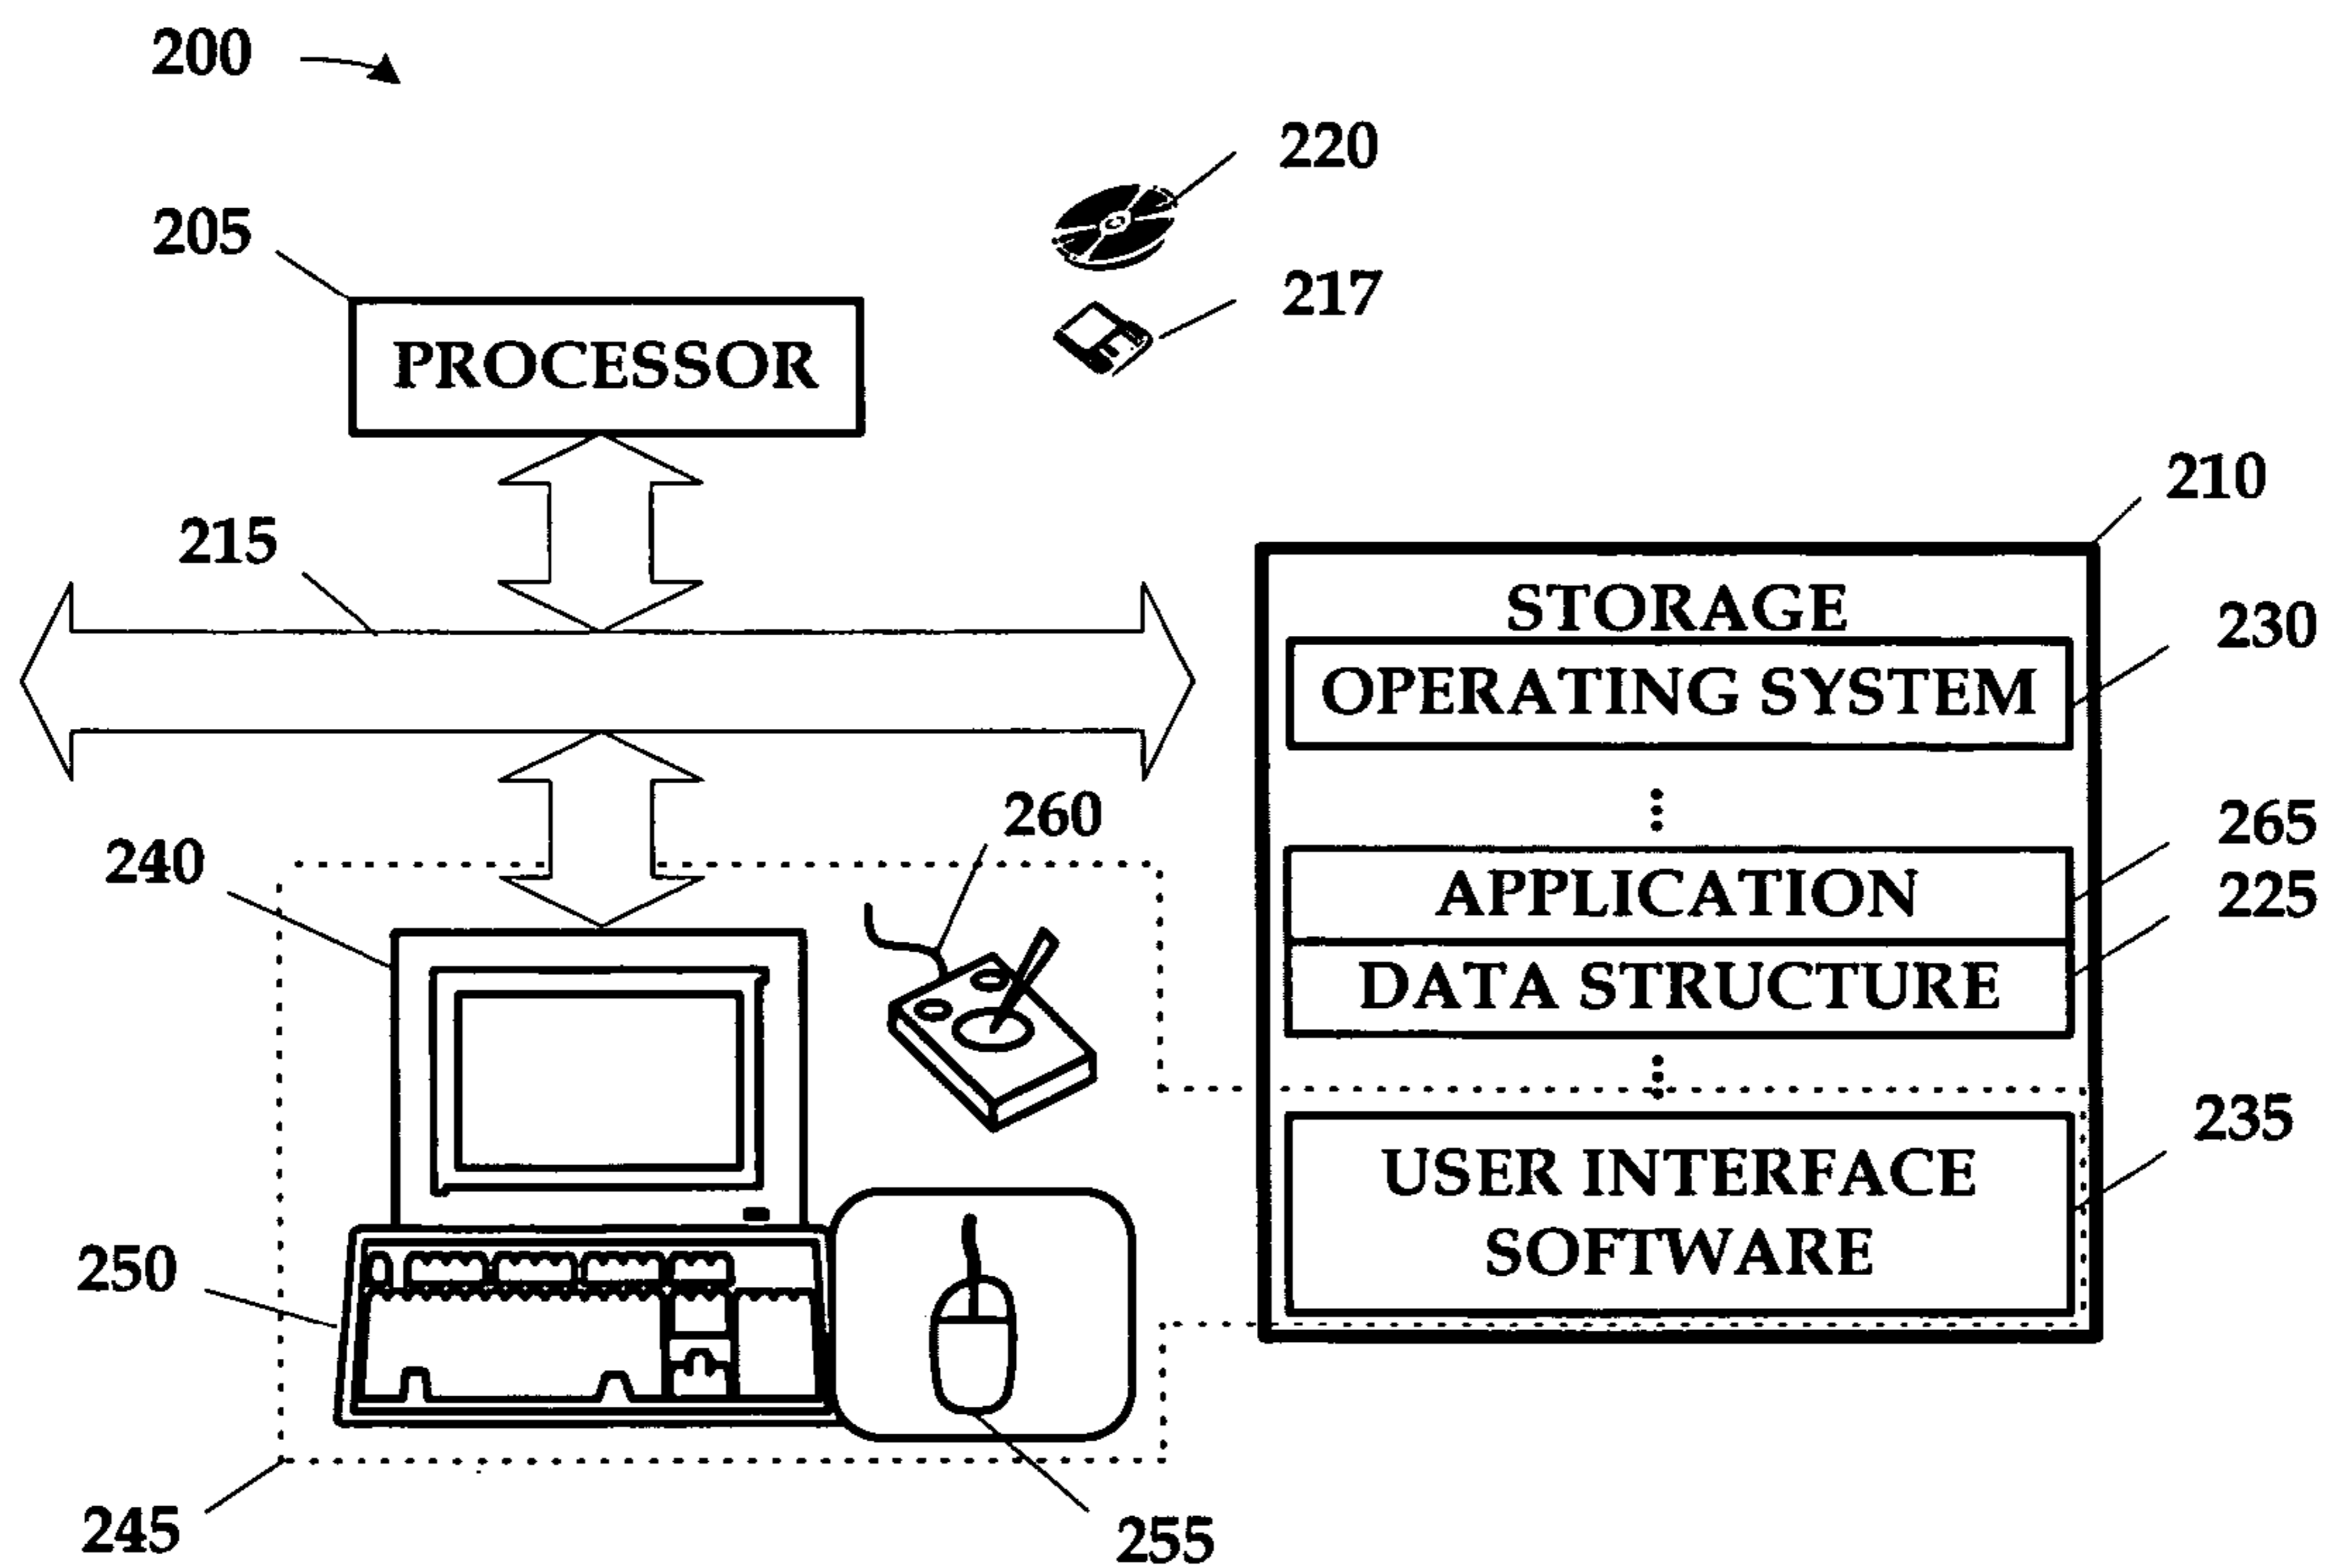 200
220
205
217
PROCESSOR
210
215
STORAGE
230
OPERATING SYSTEM
260
265
240
APPLICATION
225
DATA STRUCTURE
235
USER INTERFACE
SOFTWARE
250
245
255